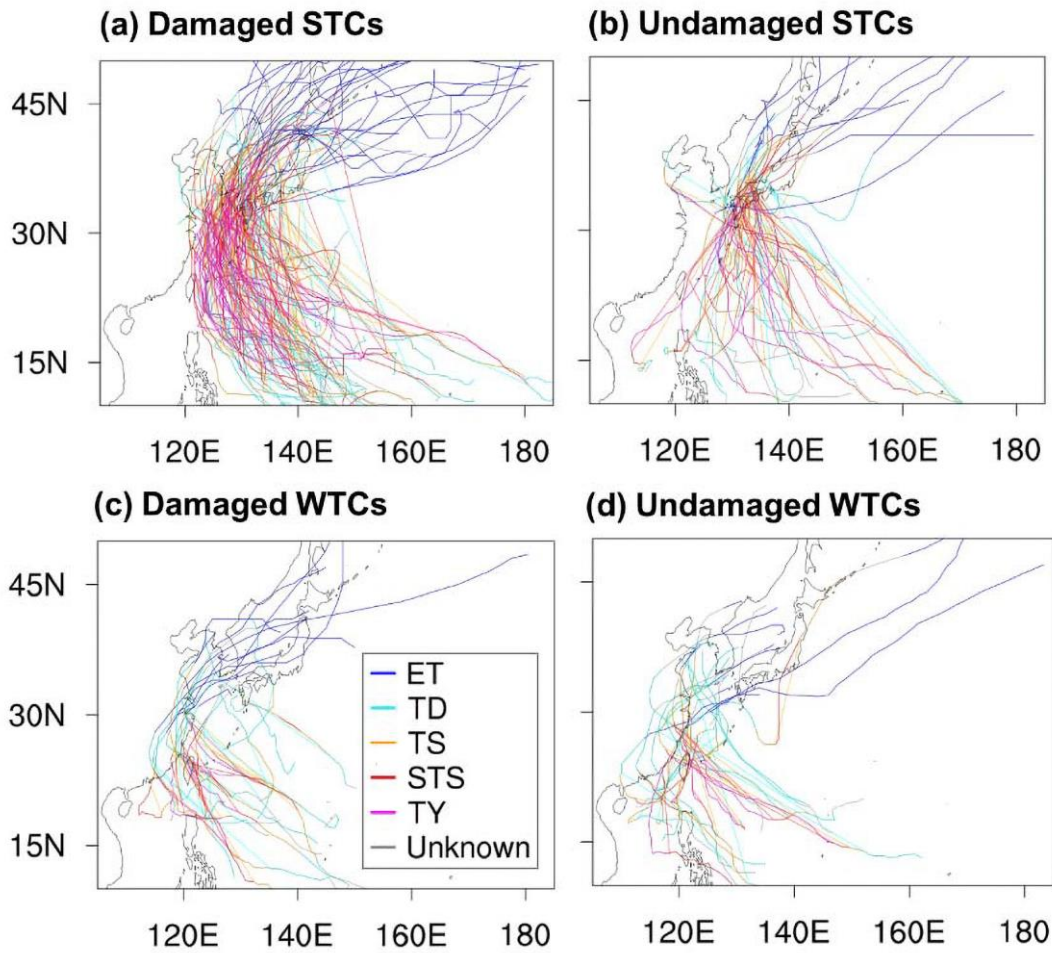 (a) Damaged STCs
(b) Undamaged STCs
45N
30N
15N
120E 140E 160E 180
120E 140E 160E 180
(c) Damaged WTCs
(d) Undamaged WTCs
45N
30N
15N
ET
TD
TS
STS
TY
Unknown
120E 140E 160E 180
120E 140E 160E 180